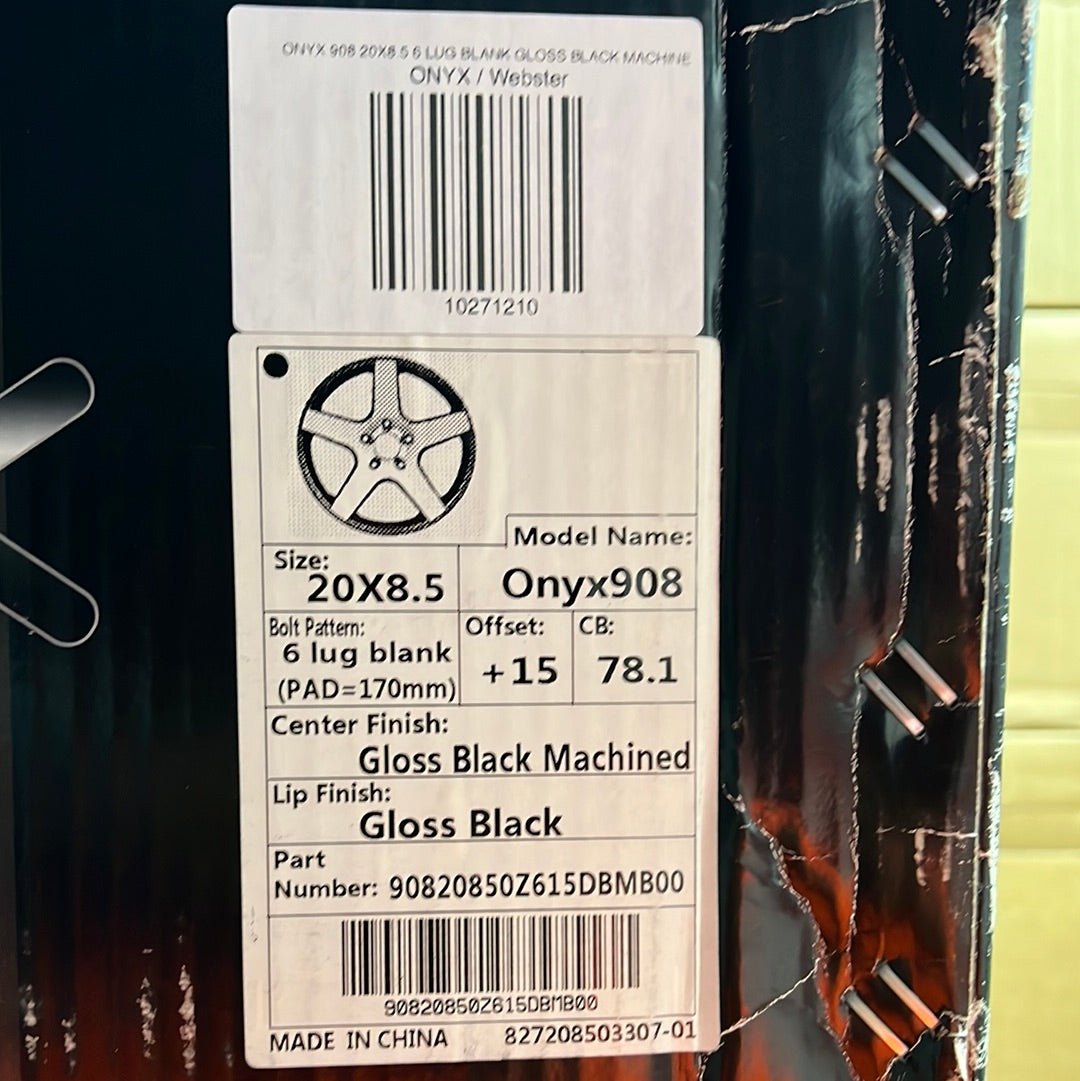 ONYX 908 20X8.5 6 LUG BLANK GLOSS BLACK MACHINE
ONYX / Webster
10271210
Model Name:
Onyx908
Size:
20X8.5
Bolt Pattern:
6 lug blank
(PAD=170mm)
Offset:
+15
CB:
78.1
Center Finish:
Gloss Black Machined
Lip Finish:
Gloss Black
Part
Number: 90820850Z615DBMB00
90820850Z615DBMB00
MADE IN CHINA 827208503307-01